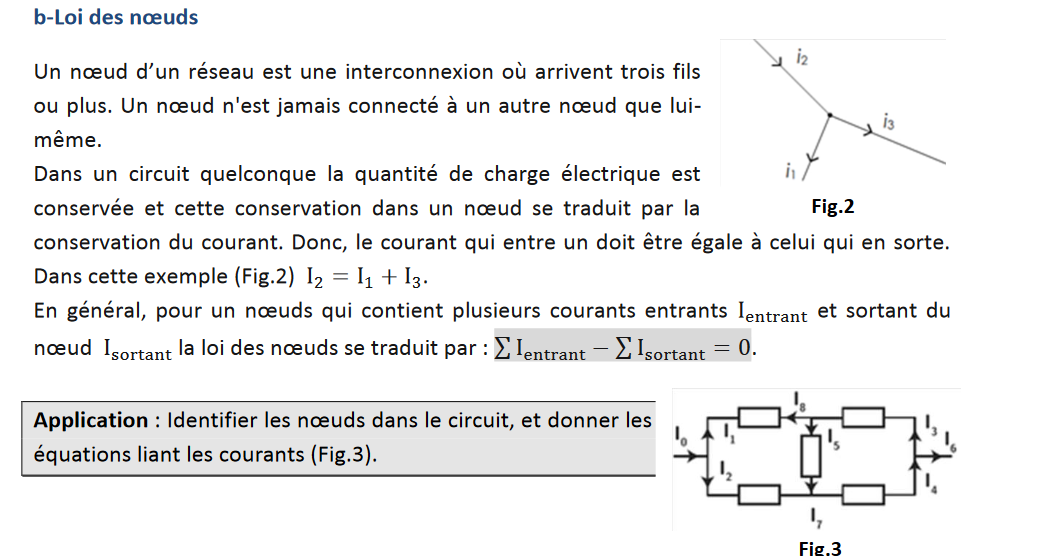 b-Loi des nœuds
Un nœud d’un réseau est une interconnexion où arrivent trois fils
ou plus. Un nœud n'est jamais connecté à un autre nœud que lui-
même.
Dans un circuit quelconque la quantité de charge électrique est
conservée et cette conservation dans un nœud se traduit par la
conservation du courant. Donc, le courant qui entre un doit être égale à celui qui en sorte.
Dans cette exemple (Fig.2) I₂ = I₁ + I₃.
En général, pour un nœuds qui contient plusieurs courants entrants I_entrant et sortant du
nœud I_sortant la loi des nœuds se traduit par : ∑ I_entrant − ∑ I_sortant = 0.
i₂
i₃
i₁
Fig.2
Application : Identifier les nœuds dans le circuit, et donner les
équations liant les courants (Fig.3).
I₈
I₀
I₁
I₅
I₃
I₆
I₂
I₄
I₇
Fig.3